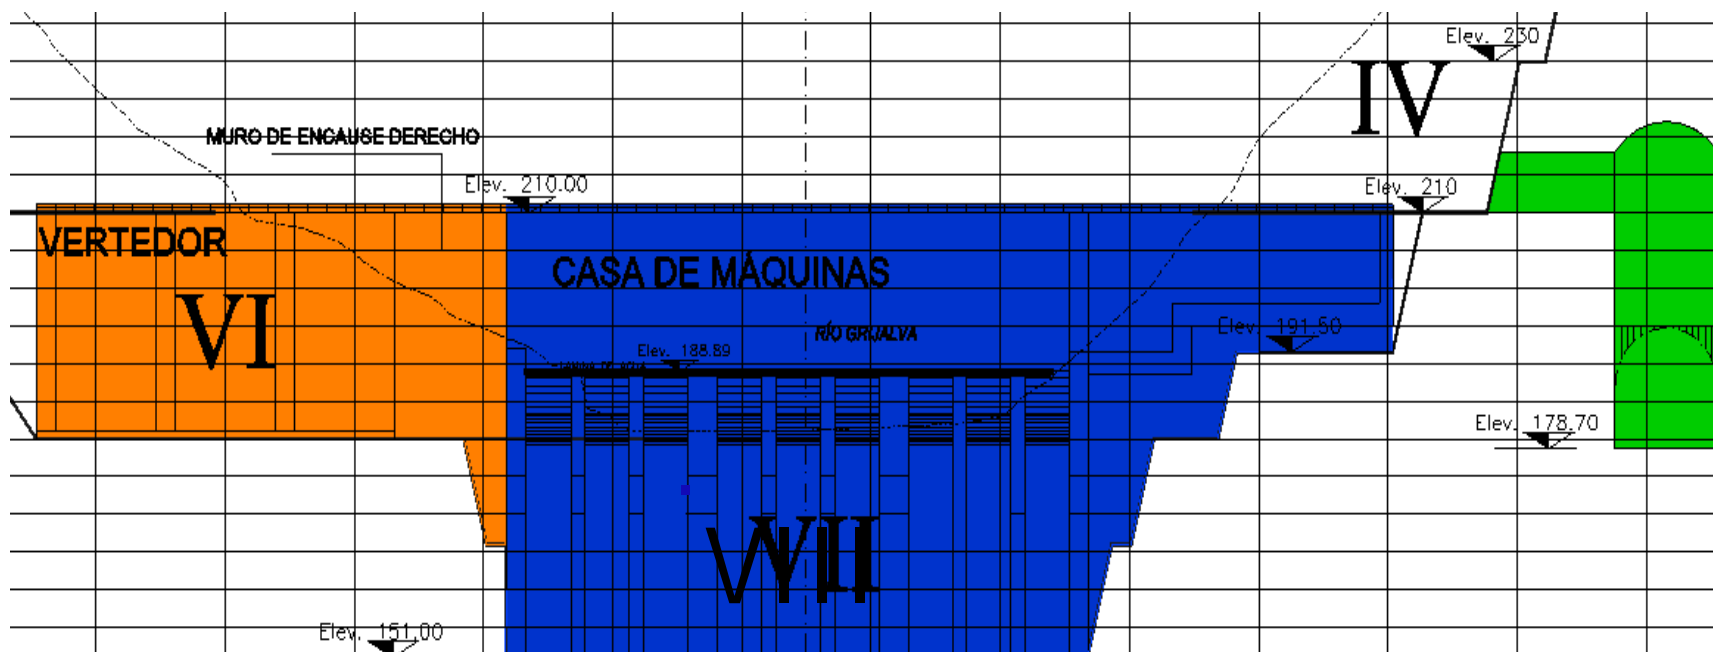 Elev. 230
IV
MURO DE ENCAUSE DERECHO
Elev. 210.00
Elev. 210
VERTEDOR
CASA DE MÁQUINAS
VI
RÍO GRIJALVA
Elev. 191.50
Elev. 188.89
Elev. 178.70
VII
Elev. 151.00